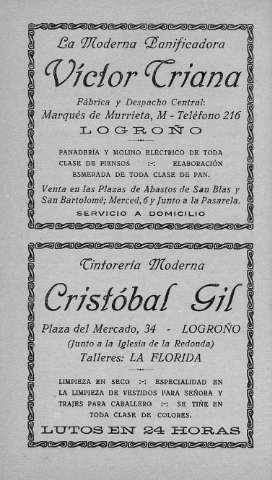 La Moderna Panificadora
Víctor Triana
Fábrica y Despacho Central:
Marqués de Murrieta, M - Teléfono 216
LOGROÑO
PANADERÍA Y MOLINO ELÉCTRICO DE TODA
CLASE DE PIENSOS :-: ELABORACIÓN
ESMERADA DE TODA CLASE DE PAN.
Venta en las Plazas de Abastos de San Blas y
San Bartolomé; Merced, 6 y Junto a la Pasarela.
SERVICIO A DOMICILIO
Tintorería Moderna
Cristóbal Gil
Plaza del Mercado, 34 - LOGROÑO
(Junto a la Iglesia de la Redonda)
Talleres: LA FLORIDA
LIMPIEZA EN SECO :-: ESPECIALIDAD EN
LA LIMPIEZA DE VESTIDOS PARA SEÑORA Y
TRAJES PARA CABALLERO :-: SE TIÑE EN
TODA CLASE DE COLORES.
LUTOS EN 24 HORAS